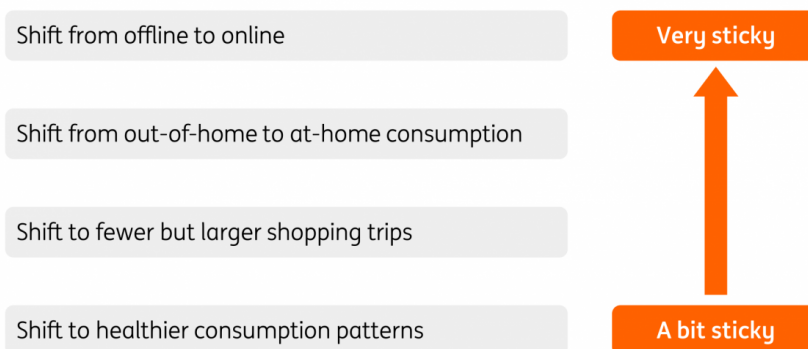 Shift from offline to online
Very sticky
Shift from out-of-home to at-home consumption
Shift to fewer but larger shopping trips
Shift to healthier consumption patterns
A bit sticky